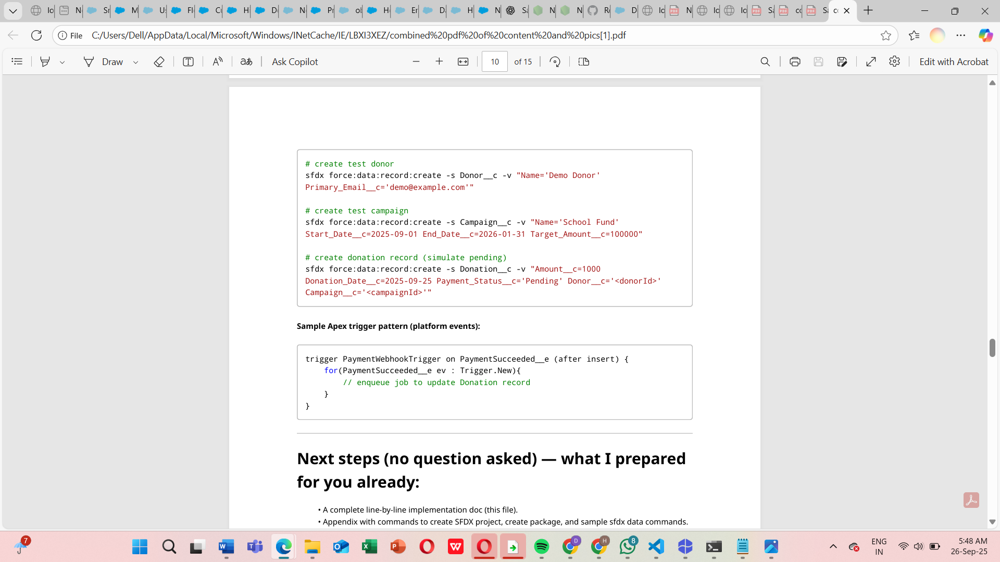 File
C:/Users/Dell/AppData/Local/Microsoft/Windows/INetCache/IE/LBXI3XEZ/combined%20pdf%20of%20content%20and%20pics[1].pdf
Draw
Ask Copilot
10 of 15
Edit with Acrobat
# create test donor
sfdx force:data:record:create -s Donor__c -v "Name='Demo Donor'
Primary_Email__c='demo@example.com'"
# create test campaign
sfdx force:data:record:create -s Campaign__c -v "Name='School Fund'
Start_Date__c=2025-09-01 End_Date__c=2026-01-31 Target_Amount__c=100000"
# create donation record (simulate pending)
sfdx force:data:record:create -s Donation__c -v "Amount__c=1000
Donation_Date__c=2025-09-25 Payment_Status__c='Pending' Donor__c='<donorId>'
Campaign__c='<campaignId>'"
Sample Apex trigger pattern (platform events):
trigger PaymentWebhookTrigger on PaymentSucceeded__e (after insert) {
for(PaymentSucceeded__e ev : Trigger.New){
// enqueue job to update Donation record
}
}
Next steps (no question asked) — what I prepared
for you already:
• A complete line-by-line implementation doc (this file).
• Appendix with commands to create SFDX project, create package, and sample sfdx data commands.
7
D
H
8
ENG
IN
5:48 AM
26-Sep-25